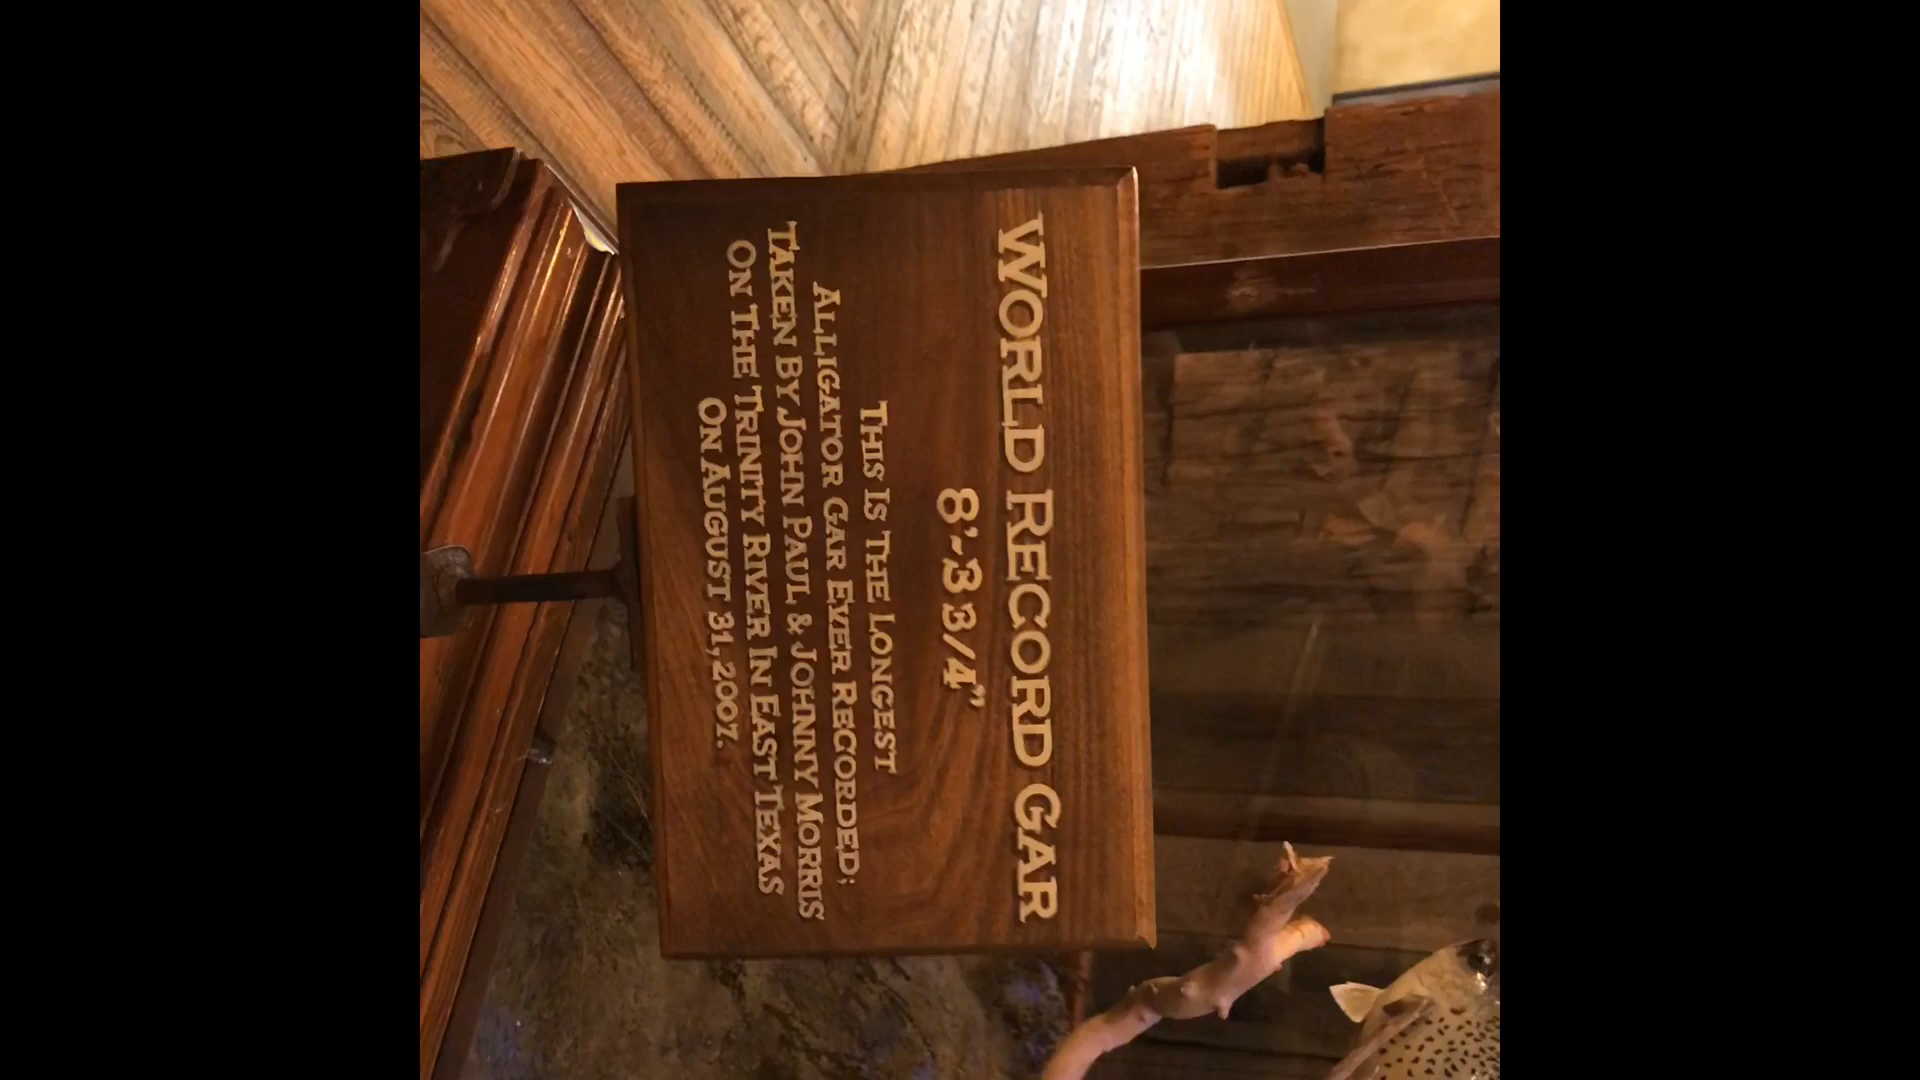 WORLD RECORD GAR
8'-3 3/4"
THIS IS THE LONGEST
ALLIGATOR GAR EVER RECORDED;
TAKEN BY JOHN PAUL & JOHNNY MORRIS
ON THE TRINITY RIVER IN EAST TEXAS
ON AUGUST 31, 2007.